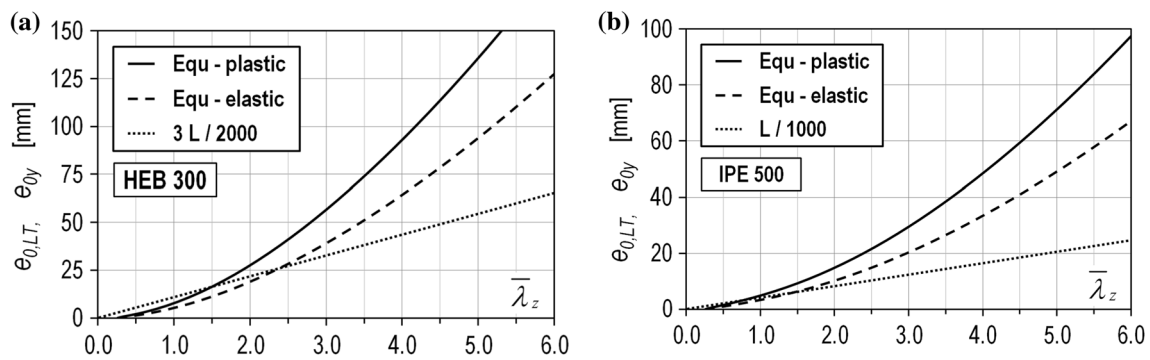 (a)
150
125
100
75
50
25
0
e0,LT, e0y [mm]
Equ - plastic
Equ - elastic
3 L / 2000
HEB 300
λ̅z
0.0 1.0 2.0 3.0 4.0 5.0 6.0
(b)
100
80
60
40
20
0
e0,LT, e0y [mm]
Equ - plastic
Equ - elastic
L / 1000
IPE 500
λ̅z
0.0 1.0 2.0 3.0 4.0 5.0 6.0